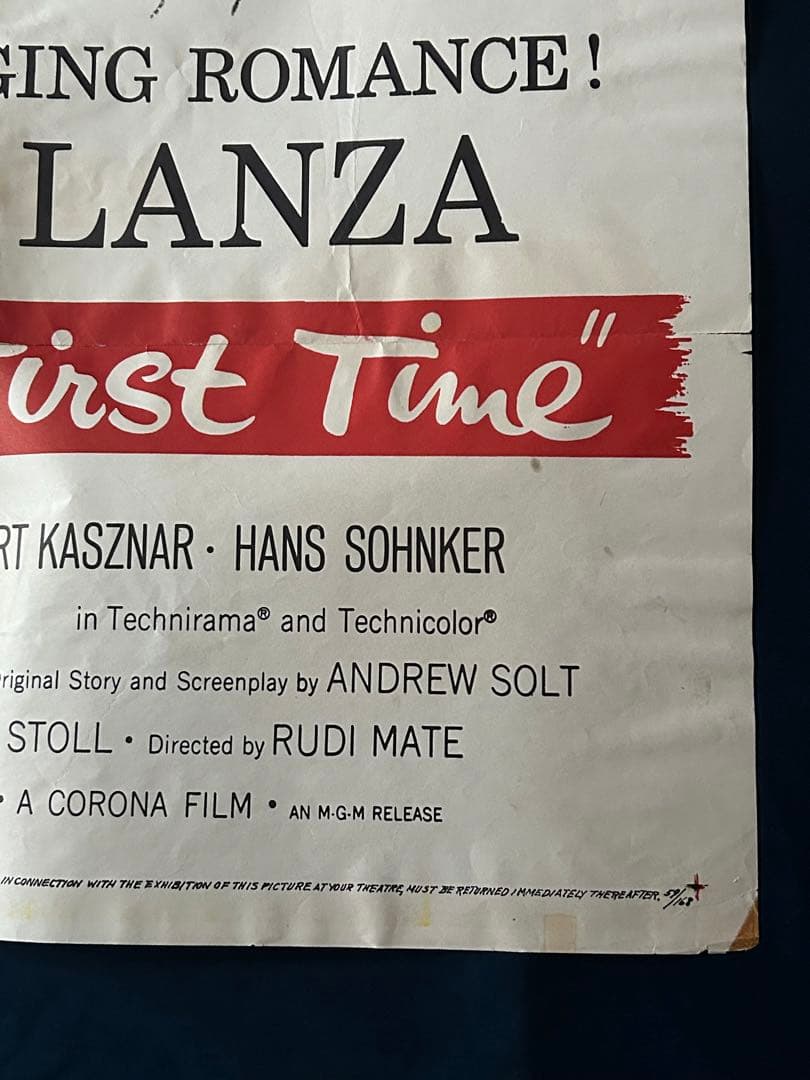 GING ROMANCE!
LANZA
First Time"
RT KASZNAR · HANS SOHNKER
in Technirama® and Technicolor®
riginal Story and Screenplay by ANDREW SOLT
STOLL • Directed by RUDI MATE
• A CORONA FILM • AN M-G-M RELEASE
IN CONNECTION WITH THE EXHIBITION OF THIS PICTURE AT YOUR THEATRE, MUST BE RETURNED IMMEDIATELY THEREAFTER. 59/168